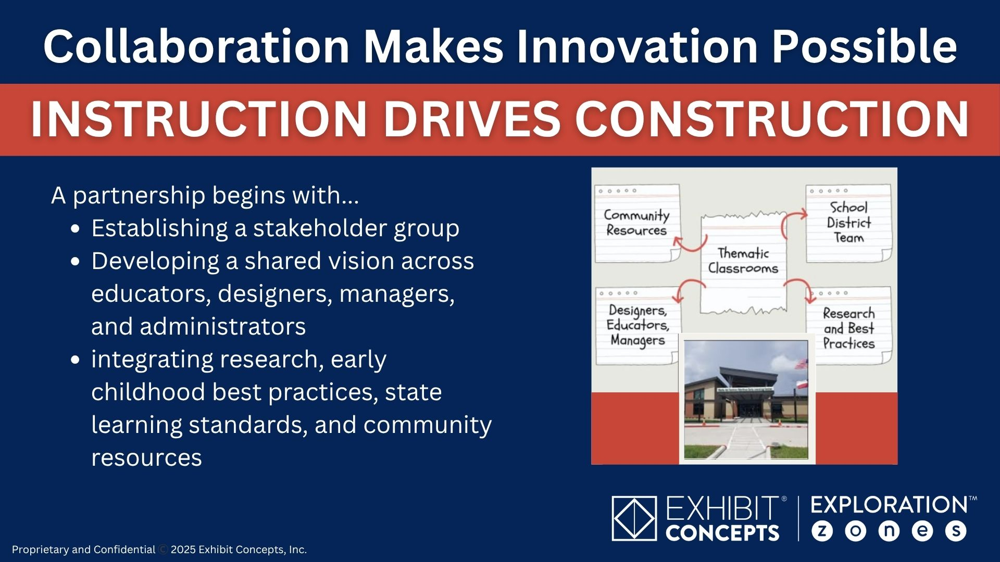 Collaboration Makes Innovation Possible
INSTRUCTION DRIVES CONSTRUCTION
A partnership begins with...
• Establishing a stakeholder group
• Developing a shared vision across
educators, designers, managers,
and administrators
• integrating research, early
childhood best practices, state
learning standards, and community
resources
Community
Resources
School
District
Team
Thematic
Classrooms
Designers,
Educators,
Managers
Research
and Best
Practices
EXHIBIT®
CONCEPTS
EXPLORATION™
zones
Proprietary and Confidential © 2025 Exhibit Concepts, Inc.